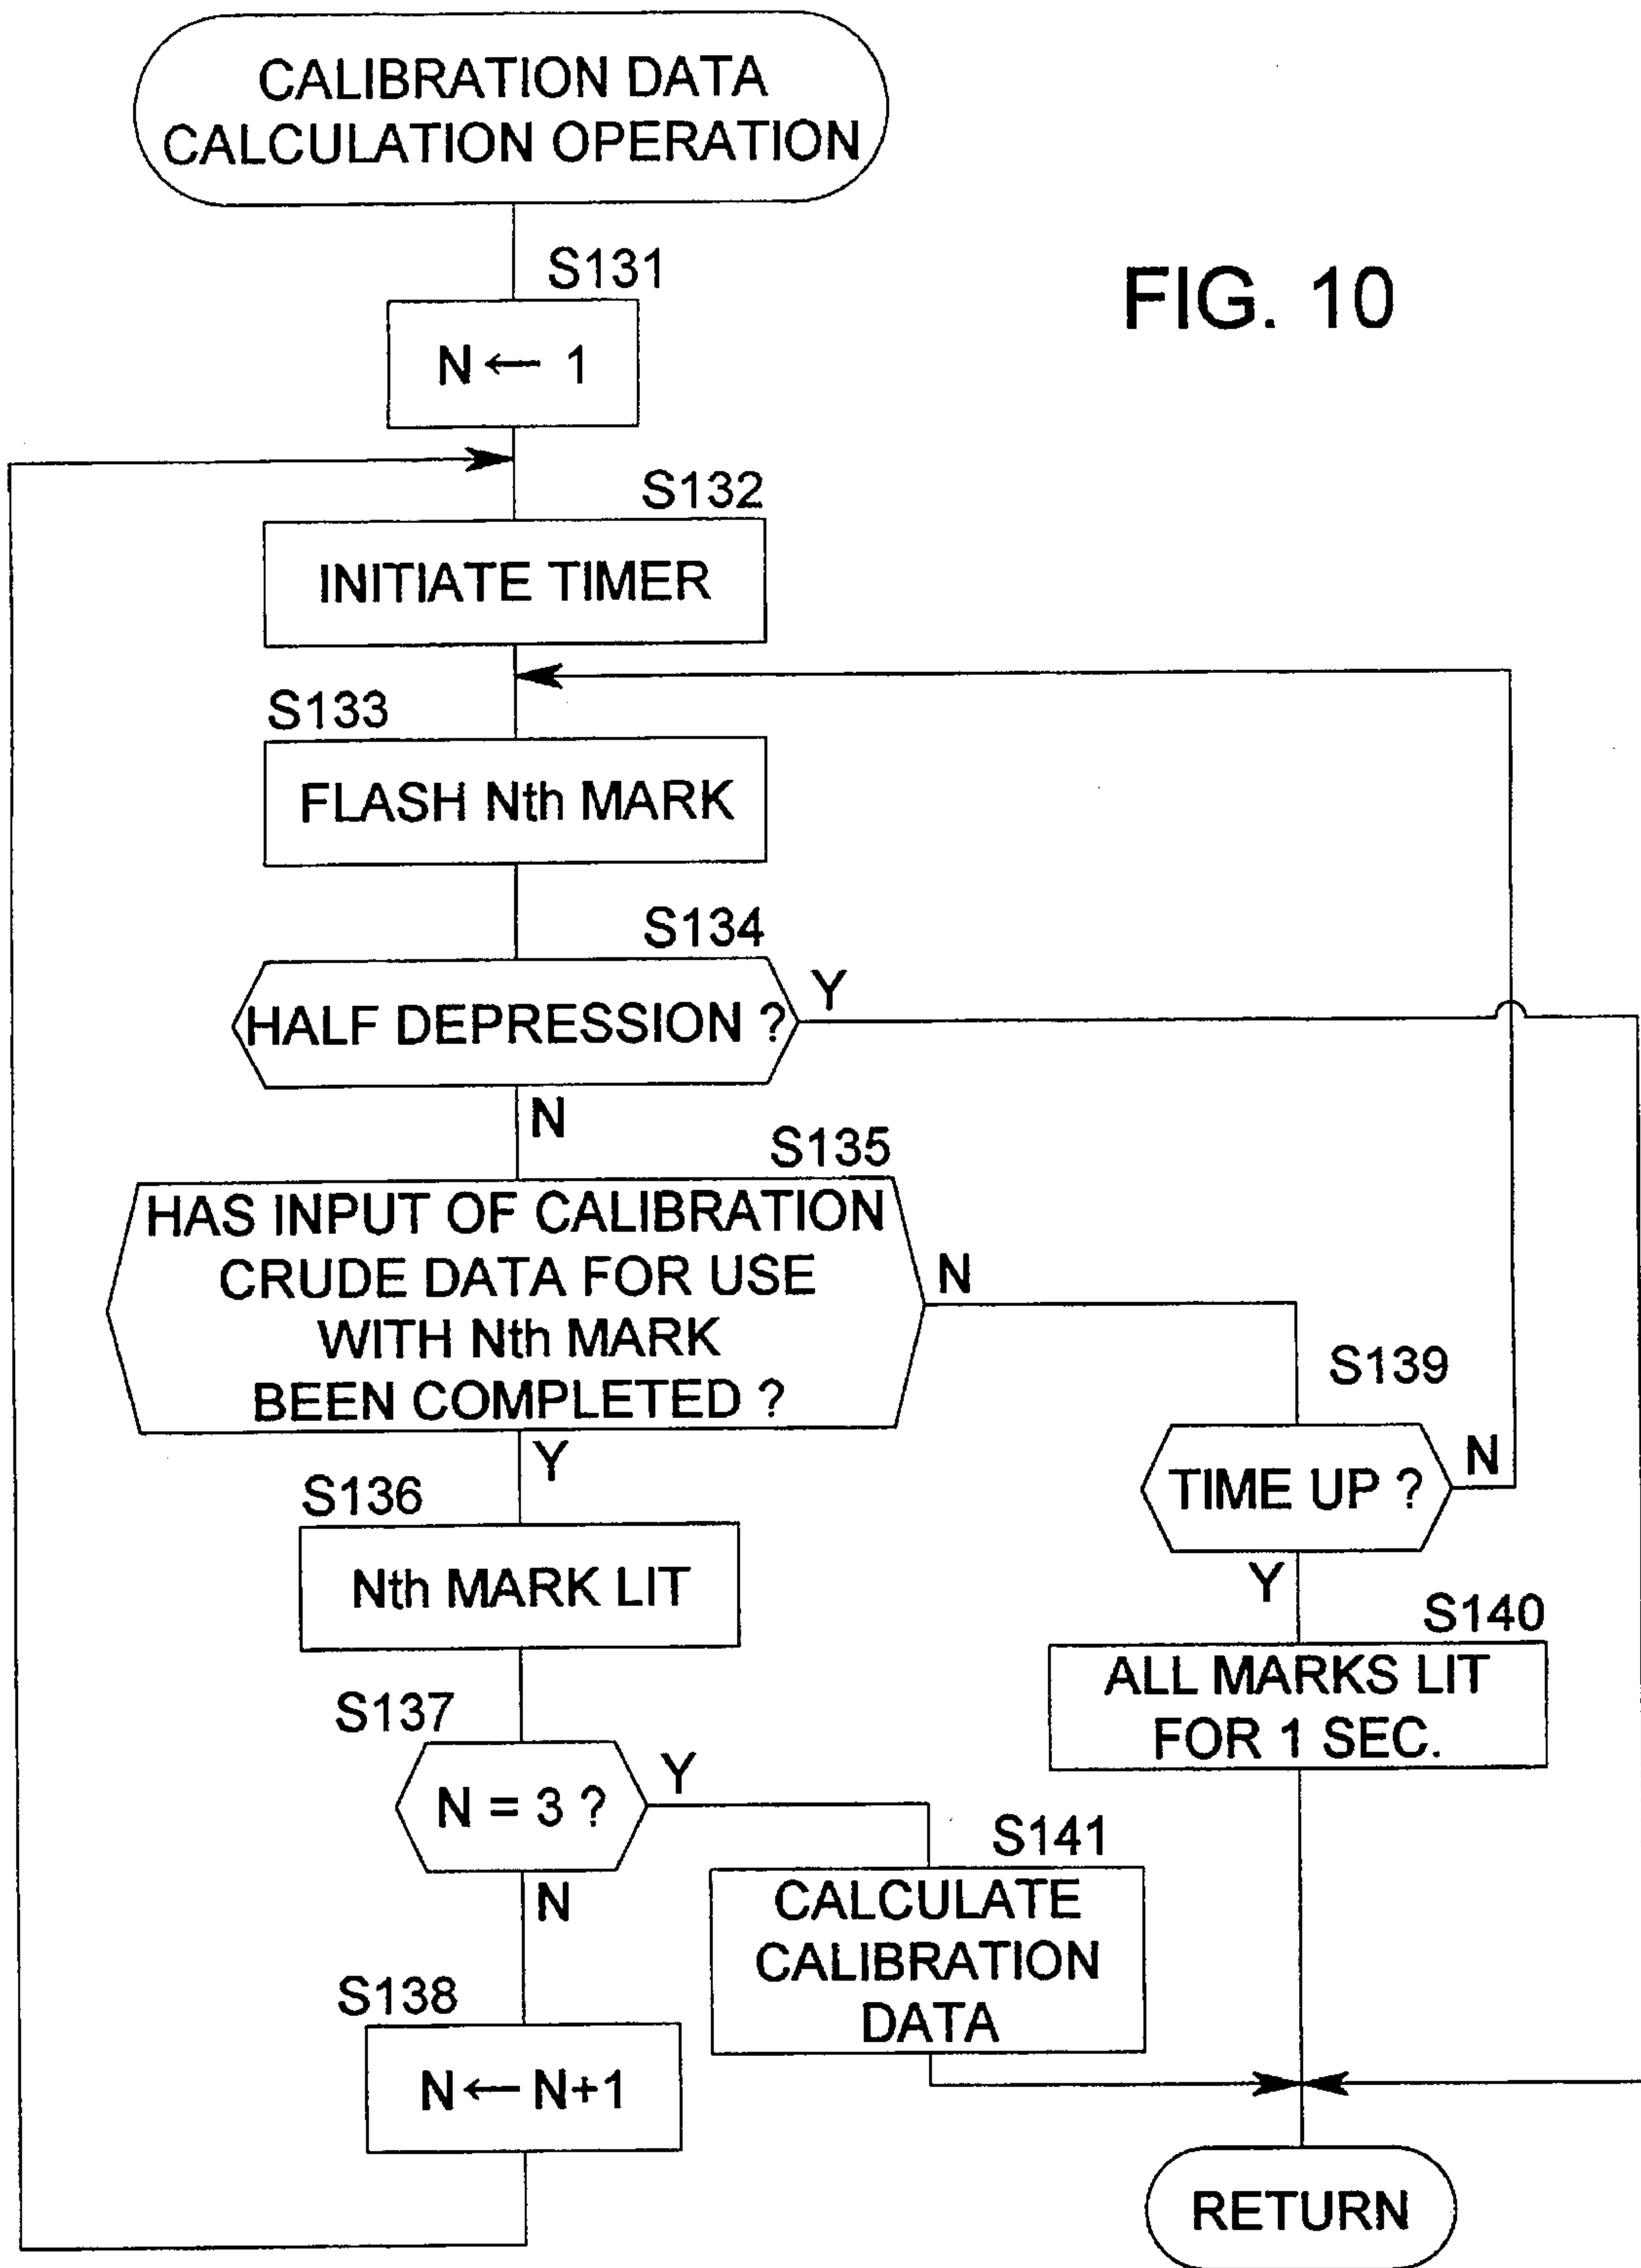 CALIBRATION DATA
CALCULATION OPERATION
FIG. 10
S131
N ← 1
S132
INITIATE TIMER
S133
FLASH Nth MARK
S134
HALF DEPRESSION ?
Y
N
S135
HAS INPUT OF CALIBRATION
CRUDE DATA FOR USE
WITH Nth MARK
BEEN COMPLETED ?
N
Y
S139
TIME UP ?
N
Y
S136
Nth MARK LIT
S140
ALL MARKS LIT
FOR 1 SEC.
S137
N = 3 ?
Y
N
S141
CALCULATE
CALIBRATION
DATA
S138
N ← N+1
RETURN